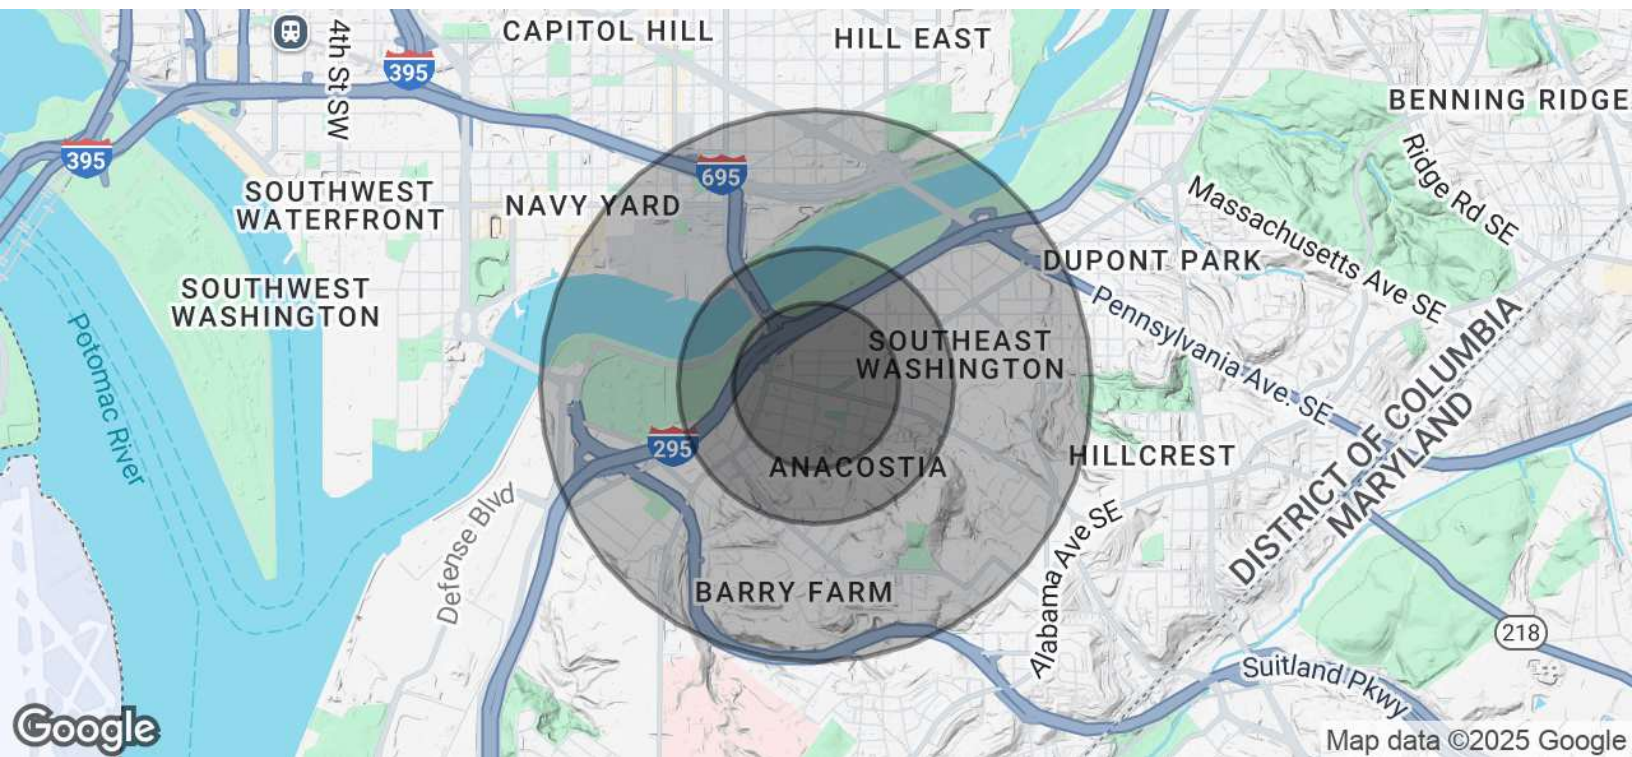 CAPITOL HILL
HILL EAST
4th St SW
395
BENNING RIDGE
395
Ridge Rd SE
695
SOUTHWEST
WATERFRONT
NAVY YARD
Massachusetts Ave SE
DUPONT PARK
SOUTHWEST
WASHINGTON
Pennsylvania Ave. SE
Potomac River
SOUTHEAST
WASHINGTON
DISTRICT OF COLUMBIA
MARYLAND
295
ANACOSTIA
HILLCREST
Defense Blvd
Alabama Ave SE
BARRY FARM
218
Suitland Pkwy
Google
Map data ©2025 Google